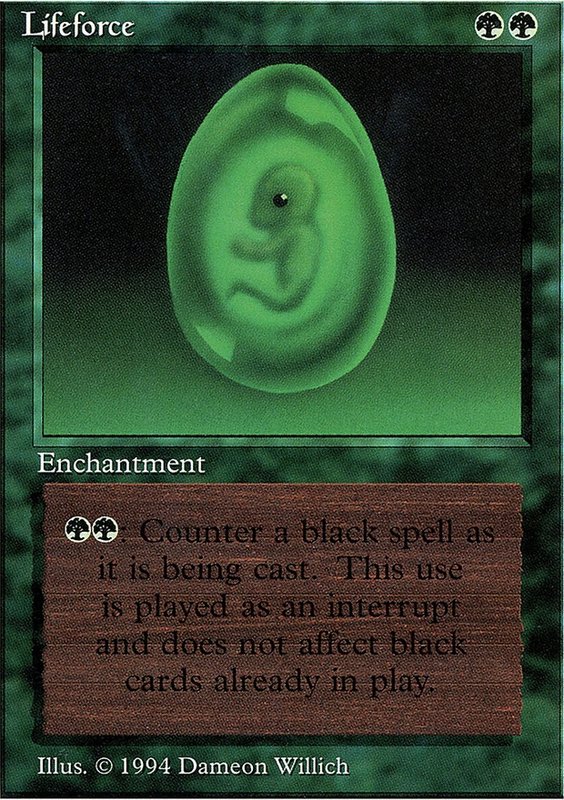 Lifeforce
Enchantment
: Counter a black spell as
it is being cast. This use
is played as an interrupt
and does not affect black
cards already in play.
Illus. © 1994 Dameon Willich